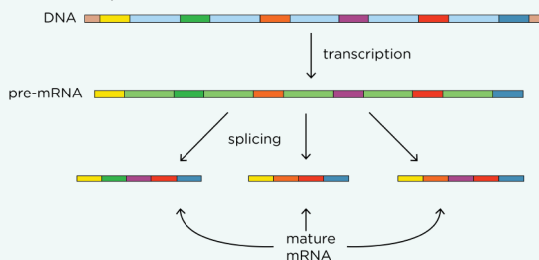 DNA
transcription
pre-mRNA
splicing
mature
mRNA